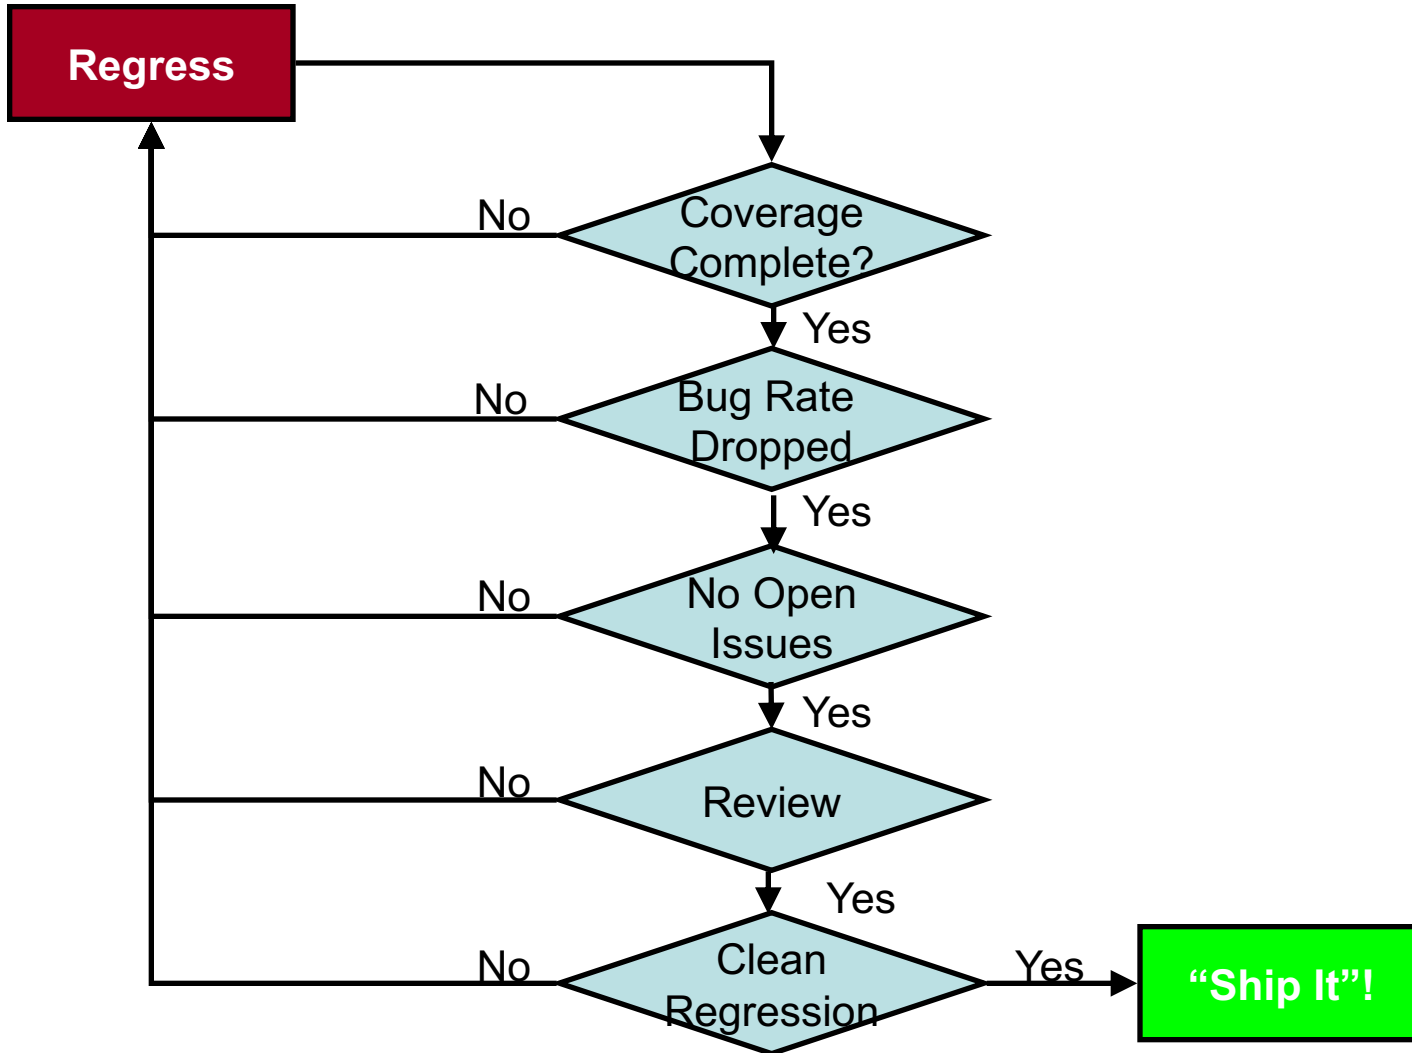 Regress
No
Coverage
Complete?
Yes
No
Bug Rate
Dropped
Yes
No
No Open
Issues
Yes
No
Review
Yes
No
Clean
Regression
Yes
“Ship It”!